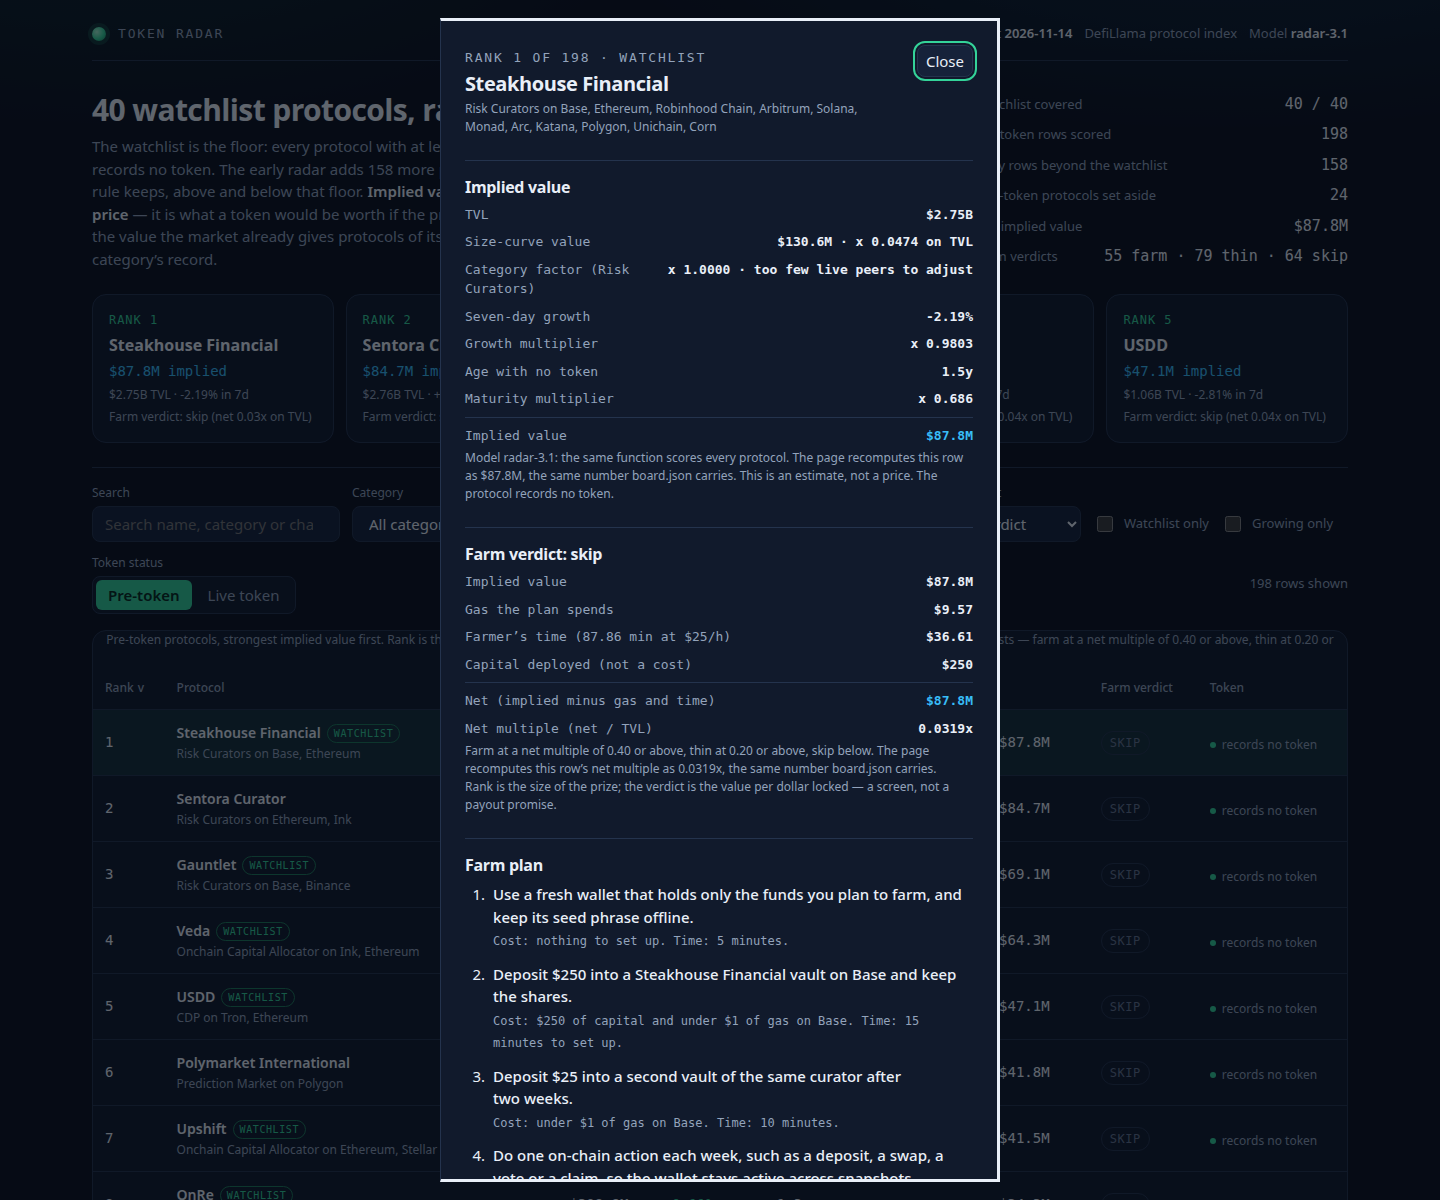 TOKEN RADAR
2026-11-14 DefiLlama protocol index Model radar-3.1
40 watchlist protocols, ra
The watchlist is the floor: every protocol with at le
records no token. The early radar adds 158 more
rule keeps, above and below that floor. Implied va
price — it is what a token would be worth if the p
the value the market already gives protocols of its
category's record.
chlist covered 40 / 40
token rows scored 198
y rows beyond the watchlist 158
-token protocols set aside 24
implied value $87.8M
n verdicts 55 farm · 79 thin · 64 skip
RANK 1
Steakhouse Financial
$87.8M implied
$2.75B TVL · -2.19% in 7d
Farm verdict: skip (net 0.03x on TVL)
RANK 2
Sentora C
$84.7M im
$2.76B TVL · +
Farm verdict:
7d
0.04x on TVL)
RANK 5
USDD
$47.1M implied
$1.06B TVL · -2.81% in 7d
Farm verdict: skip (net 0.04x on TVL)
Search
Search name, category or cha
Category
All categor
dict
Watchlist only
Growing only
Token status
Pre-token
Live token
198 rows shown
Pre-token protocols, strongest implied value first. Rank is th
sts — farm at a net multiple of 0.40 or above, thin at 0.20 or
Rank v Protocol Farm verdict Token
1 Steakhouse Financial WATCHLIST $87.8M SKIP records no token
Risk Curators on Base, Ethereum
2 Sentora Curator $84.7M SKIP records no token
Risk Curators on Ethereum, Ink
3 Gauntlet WATCHLIST $69.1M SKIP records no token
Risk Curators on Base, Binance
4 Veda WATCHLIST $64.3M SKIP records no token
Onchain Capital Allocator on Ink, Ethereum
5 USDD WATCHLIST $47.1M SKIP records no token
CDP on Tron, Ethereum
6 Polymarket International $41.8M SKIP records no token
Prediction Market on Polygon
7 Upshift WATCHLIST $41.5M SKIP records no token
Onchain Capital Allocator on Ethereum, Stellar
OnRe WATCHLIST
RANK 1 OF 198 · WATCHLIST
Close
Steakhouse Financial
Risk Curators on Base, Ethereum, Robinhood Chain, Arbitrum, Solana,
Monad, Arc, Katana, Polygon, Unichain, Corn
Implied value
TVL $2.75B
Size-curve value $130.6M · x 0.0474 on TVL
Category factor (Risk x 1.0000 · too few live peers to adjust
Curators)
Seven-day growth -2.19%
Growth multiplier x 0.9803
Age with no token 1.5y
Maturity multiplier x 0.686
Implied value $87.8M
Model radar-3.1: the same function scores every protocol. The page recomputes this row
as $87.8M, the same number board.json carries. This is an estimate, not a price. The
protocol records no token.
Farm verdict: skip
Implied value $87.8M
Gas the plan spends $9.57
Farmer's time (87.86 min at $25/h) $36.61
Capital deployed (not a cost) $250
Net (implied minus gas and time) $87.8M
Net multiple (net / TVL) 0.0319x
Farm at a net multiple of 0.40 or above, thin at 0.20 or above, skip below. The page
recomputes this row's net multiple as 0.0319x, the same number board.json carries.
Rank is the size of the prize; the verdict is the value per dollar locked — a screen, not a
payout promise.
Farm plan
1. Use a fresh wallet that holds only the funds you plan to farm, and
keep its seed phrase offline.
Cost: nothing to set up. Time: 5 minutes.
2. Deposit $250 into a Steakhouse Financial vault on Base and keep
the shares.
Cost: $250 of capital and under $1 of gas on Base. Time: 15
minutes to set up.
3. Deposit $25 into a second vault of the same curator after
two weeks.
Cost: under $1 of gas on Base. Time: 10 minutes.
4. Do one on-chain action each week, such as a deposit, a swap, a
vote or a claim, so the wallet stays active across snapshots.